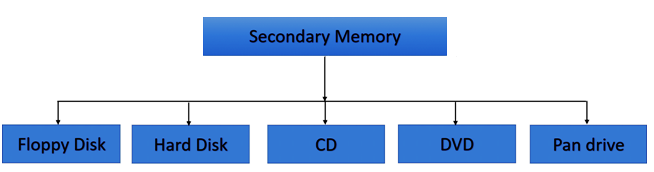 Secondary Memory
Floppy Disk
Hard Disk
CD
DVD
Pan drive